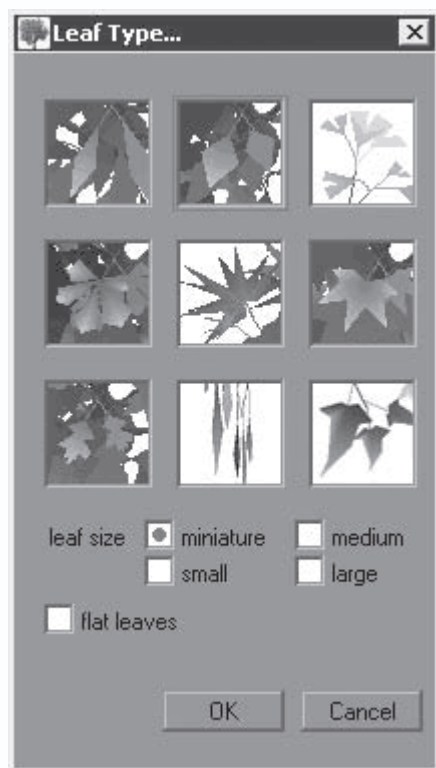 Leaf Type...
leaf size miniature medium
small large
flat leaves
OK Cancel